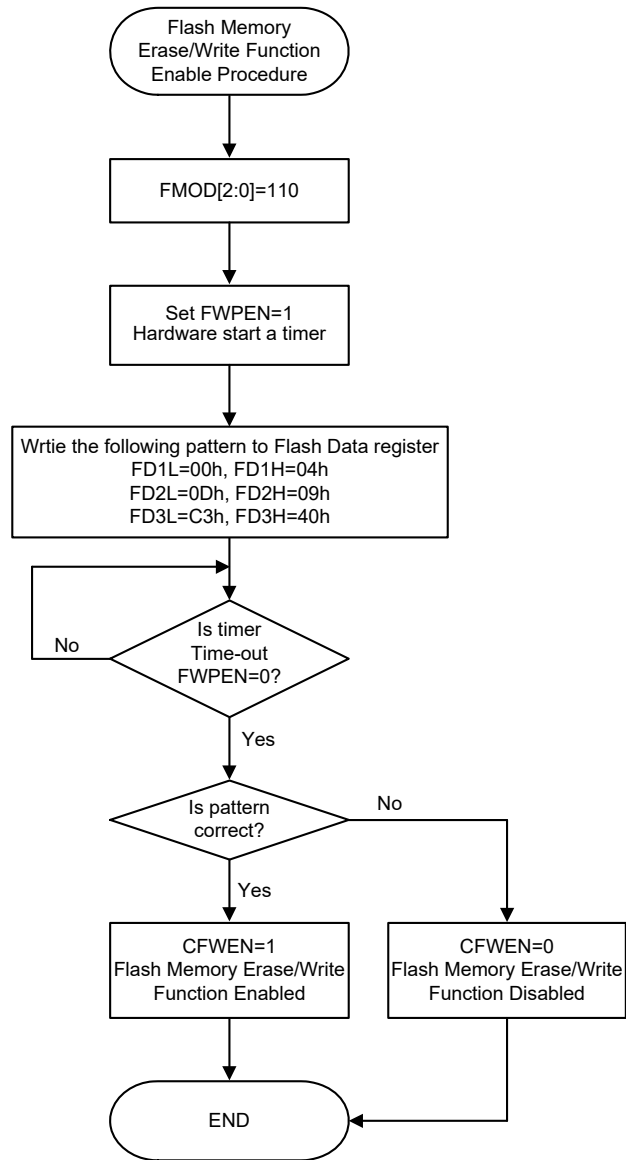 Flash Memory
Erase/Write Function
Enable Procedure
FMOD[2:0]=110
Set FWPEN=1
Hardware start a timer
Wrtie the following pattern to Flash Data register
FD1L=00h, FD1H=04h
FD2L=0Dh, FD2H=09h
FD3L=C3h, FD3H=40h
Is timer
Time-out
FWPEN=0?
No
Yes
Is pattern
correct?
No
Yes
CFWEN=1
Flash Memory Erase/Write
Function Enabled
CFWEN=0
Flash Memory Erase/Write
Function Disabled
END